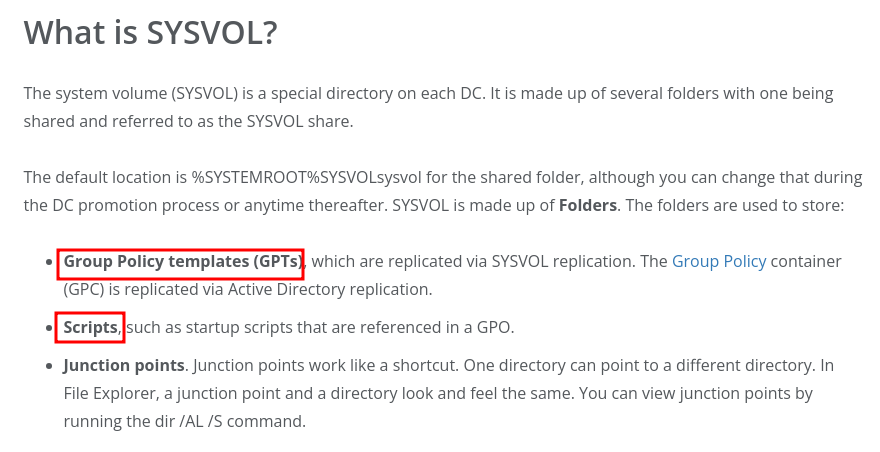 What is SYSVOL?
The system volume (SYSVOL) is a special directory on each DC. It is made up of several folders with one being
shared and referred to as the SYSVOL share.
The default location is %SYSTEMROOT%SYSVOLsysvol for the shared folder, although you can change that during
the DC promotion process or anytime thereafter. SYSVOL is made up of Folders. The folders are used to store:
• Group Policy templates (GPTs), which are replicated via SYSVOL replication. The Group Policy container
(GPC) is replicated via Active Directory replication.
• Scripts, such as startup scripts that are referenced in a GPO.
• Junction points. Junction points work like a shortcut. One directory can point to a different directory. In
File Explorer, a junction point and a directory look and feel the same. You can view junction points by
running the dir /AL /S command.